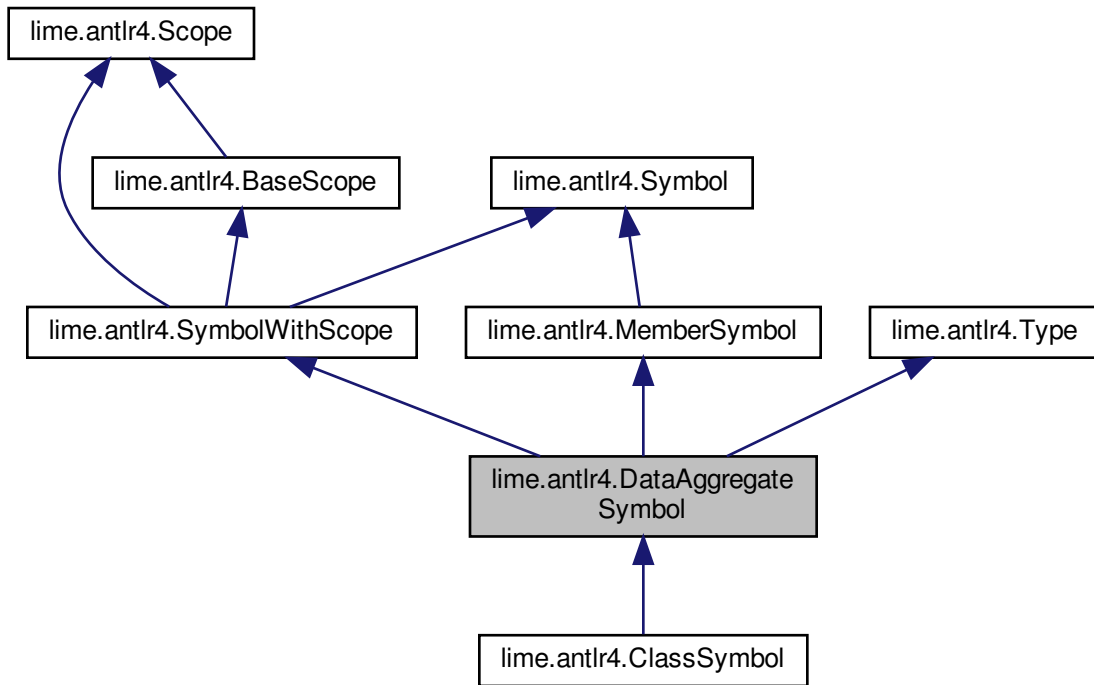 lime.antlr4.Scope
lime.antlr4.BaseScope
lime.antlr4.Symbol
lime.antlr4.SymbolWithScope
lime.antlr4.MemberSymbol
lime.antlr4.Type
lime.antlr4.DataAggregate
Symbol
lime.antlr4.ClassSymbol